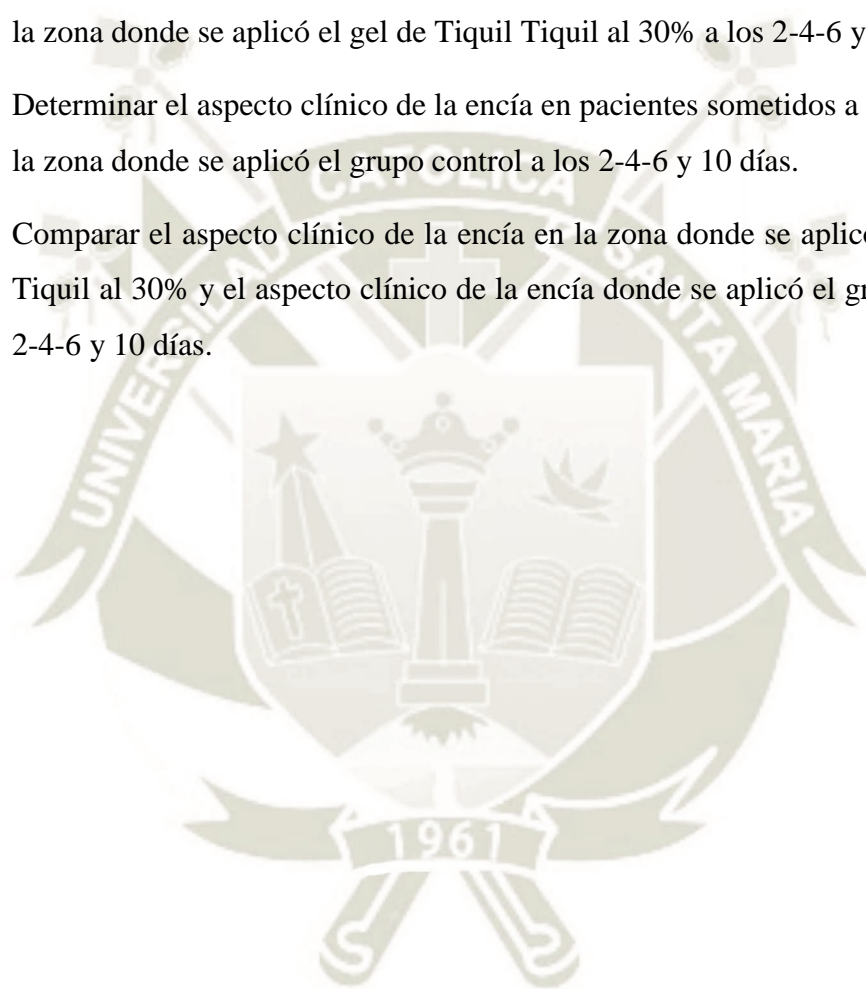 la zona donde se aplicó el gel de Tiquil Tiquil al 30% a los 2-4-6 y
Determinar el aspecto clínico de la encía en pacientes sometidos a
la zona donde se aplicó el grupo control a los 2-4-6 y 10 días.
Comparar el aspecto clínico de la encía en la zona donde se aplic
Tiquil al 30% y el aspecto clínico de la encía donde se aplicó el
2-4-6 y 10 días.
UNIVERSIDAD CATOLICA SANTA MARIA
1961